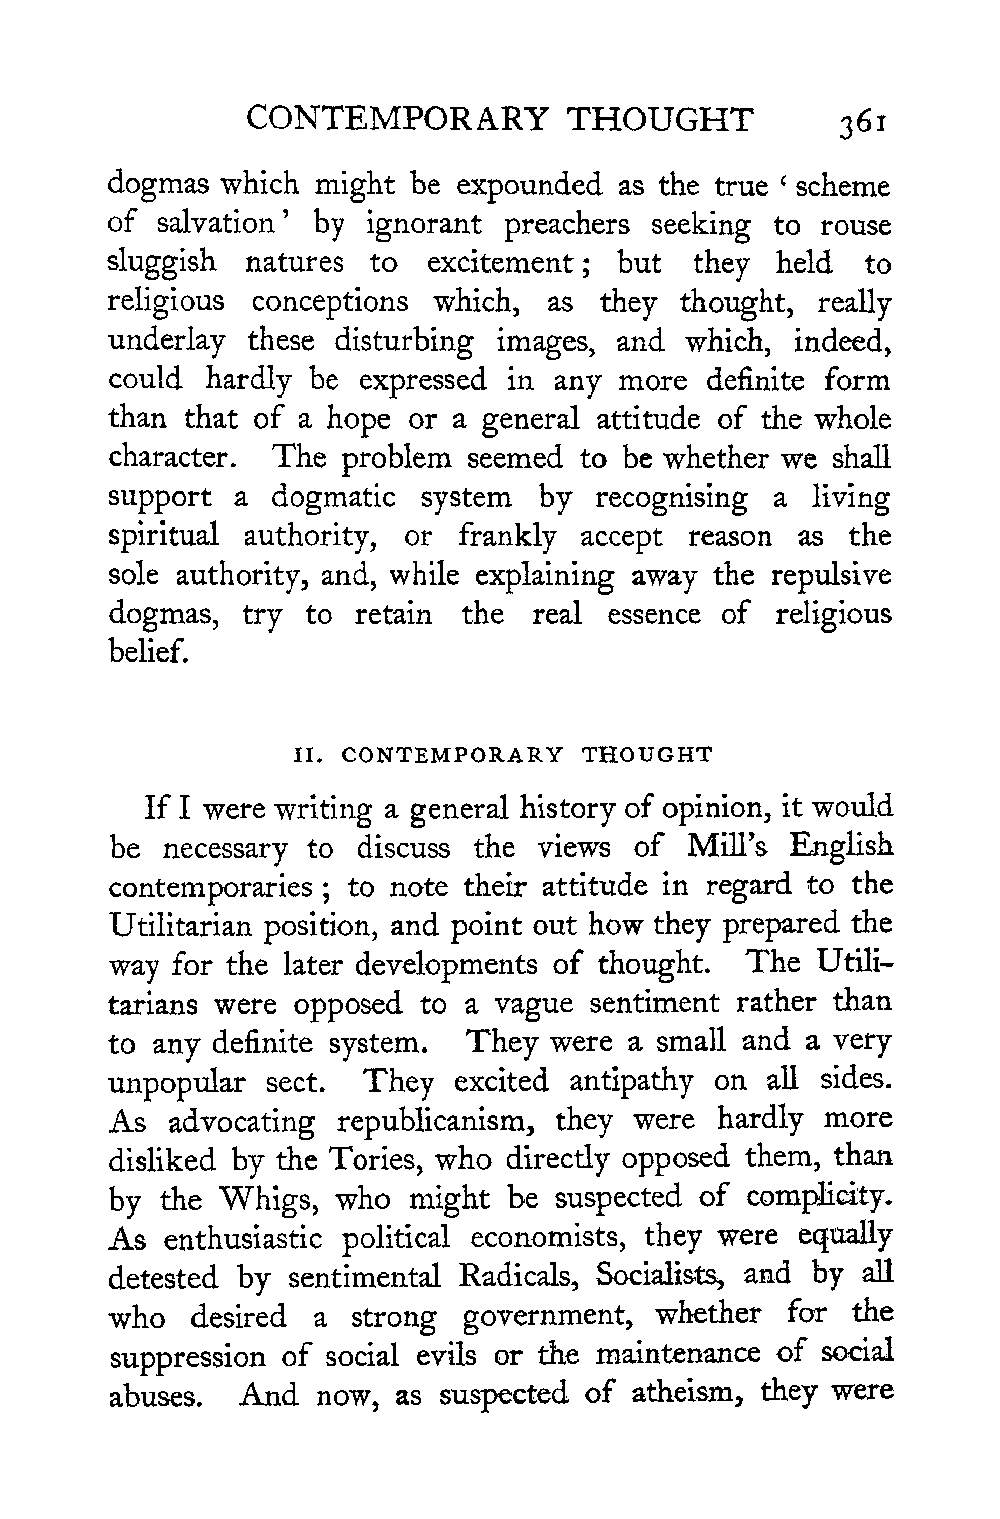 CONTEMPORARY THOUGHT 361
dogmas which might be expounded as the true ‘ scheme
of salvation ’ by ignorant preachers seeking to rouse
sluggish natures to excitement ; but they held to
religious conceptions which, as they thought, really
underlay these disturbing images, and which, indeed,
could hardly be expressed in any more definite form
than that of a hope or a general attitude of the whole
character. The problem seemed to be whether we shall
support a dogmatic system by recognising a living
spiritual authority, or frankly accept reason as the
sole authority, and, while explaining away the repulsive
dogmas, try to retain the real essence of religious
belief.
II. CONTEMPORARY THOUGHT
If I were writing a general history of opinion, it would
be necessary to discuss the views of Mill’s English
contemporaries ; to note their attitude in regard to the
Utilitarian position, and point out how they prepared the
way for the later developments of thought. The Utili-
tarians were opposed to a vague sentiment rather than
to any definite system. They were a small and a very
unpopular sect. They excited antipathy on all sides.
As advocating republicanism, they were hardly more
disliked by the Tories, who directly opposed them, than
by the Whigs, who might be suspected of complicity.
As enthusiastic political economists, they were equally
detested by sentimental Radicals, Socialists, and by all
who desired a strong government, whether for the
suppression of social evils or the maintenance of social
abuses. And now, as suspected of atheism, they were